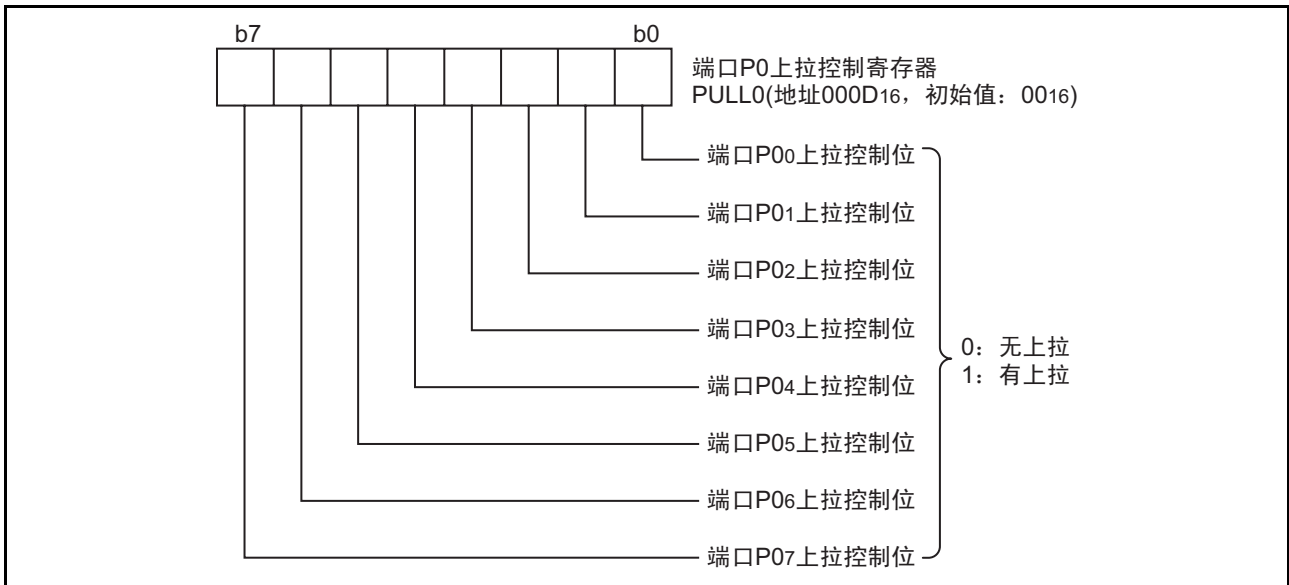 b7 b0
端口P0上拉控制寄存器
PULL0(地址000D16，初始值：0016)
端口P00上拉控制位
端口P01上拉控制位
端口P02上拉控制位
端口P03上拉控制位
端口P04上拉控制位
端口P05上拉控制位
端口P06上拉控制位
端口P07上拉控制位
0：无上拉
1：有上拉